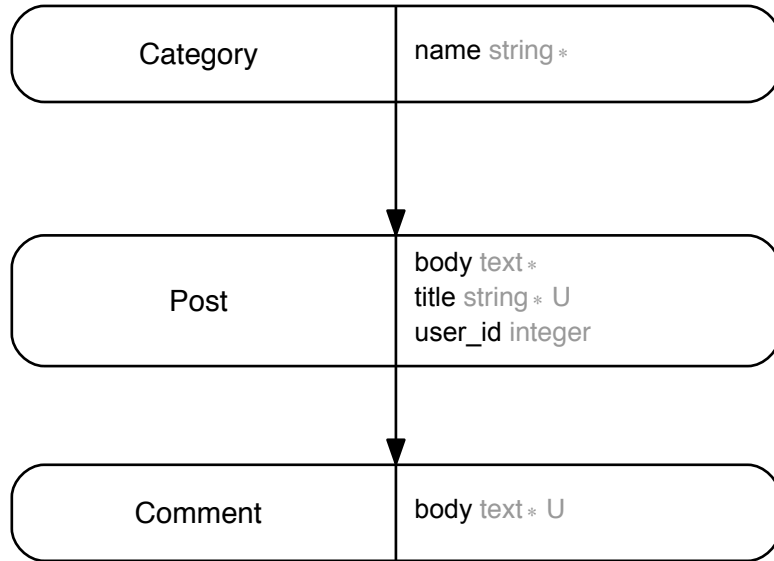 Category
name string ∗
Post
body text ∗
title string ∗ U
user_id integer
Comment
body text ∗ U